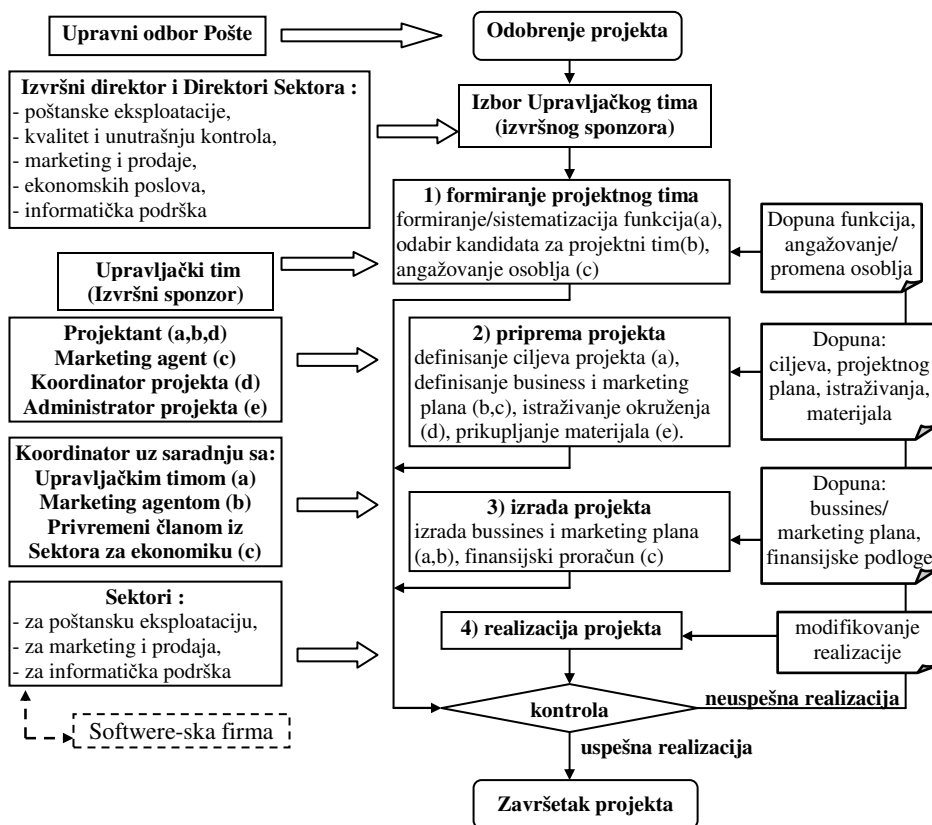 Upravni odbor Pošte
Odobrenje projekta
Izvršni direktor i Direktori Sektora :
- poštanske eksploatacije,
- kvalitet i unutrašnju kontrola,
- marketing i prodaje,
- ekonomskih poslova,
- informatička podrška
Izbor Upravljačkog tima
(izvršnog sponzora)
1) formiranje projektnog tima
formiranje/sistematizacija funkcija(a),
odabir kandidata za projektni tim(b),
angažovanje osoblja (c)
Dopuna funkcija,
angažovanje/
promena osoblja
Upravljački tim
(Izvršni sponzor)
Projektant (a,b,d)
Marketing agent (c)
Koordinator projekta (d)
Administrator projekta (e)
2) priprema projekta
definisanje ciljeva projekta (a),
definisanje business i marketing
plana (b,c), istraživanje okruženja
(d), prikupljanje materijala (e).
Dopuna:
ciljeva, projektnog
plana, istraživanja,
materijala
Koordinator uz saradnju sa:
Upravljačkim timom (a)
Marketing agentom (b)
Privremeni članom iz
Sektora za ekonomiku (c)
3) izrada projekta
izrada bussines i marketing plana
(a,b), finansijski proračun (c)
Dopuna:
bussines/
marketing plana,
finansijske podloge
Sektori :
- za poštansku eksploataciju,
- za marketing i prodaja,
- za informatička podrška
4) realizacija projekta
modifikovanje
realizacije
Softwere-ska firma
kontrola
neuspešna realizacija
uspešna realizacija
Završetak projekta